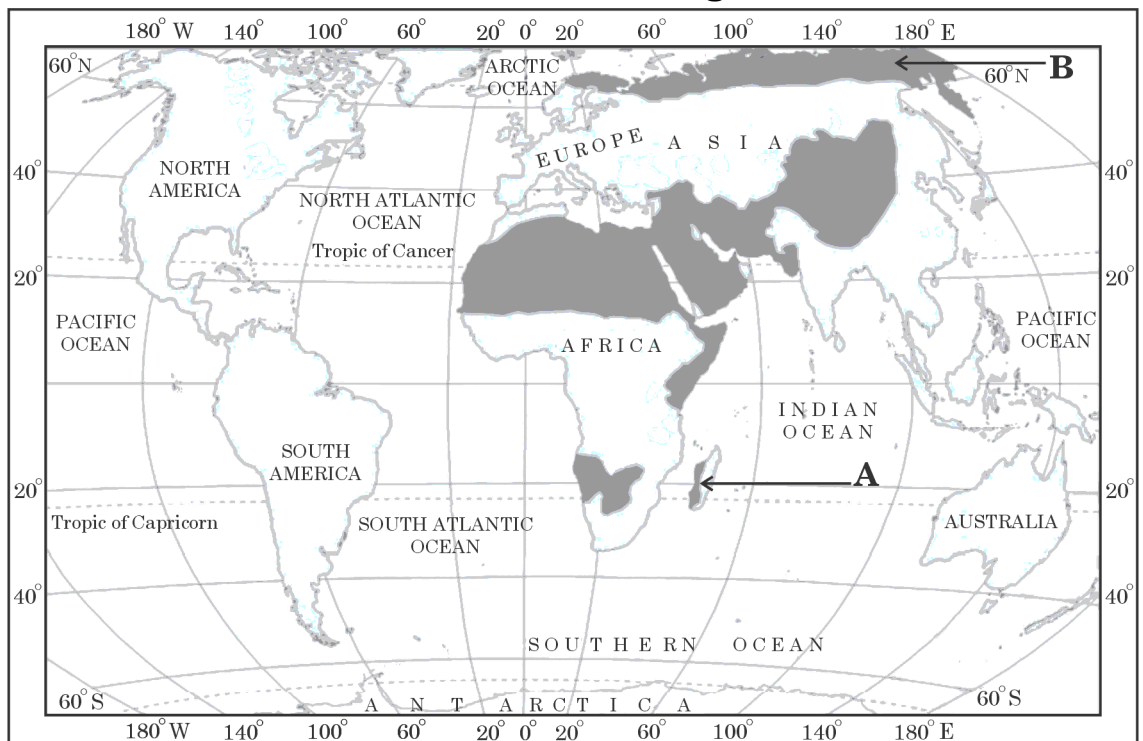 180° W 140° 100° 60° 20° 0° 20° 60° 100° 140° 180° E
60°N
ARCTIC
OCEAN
60°N
B
EUROPE
ASIA
NORTH
AMERICA
40°
40°
NORTH ATLANTIC
OCEAN
Tropic of Cancer
20°
20°
PACIFIC
OCEAN
AFRICA
PACIFIC
OCEAN
INDIAN
OCEAN
SOUTH
AMERICA
A
20°
20°
Tropic of Capricorn
SOUTH ATLANTIC
OCEAN
AUSTRALIA
40°
40°
SOUTHERN OCEAN
60°S
60°S
ANTARCTICA
180° W 140° 100° 60° 20° 0° 20° 60° 100° 140° 180° E